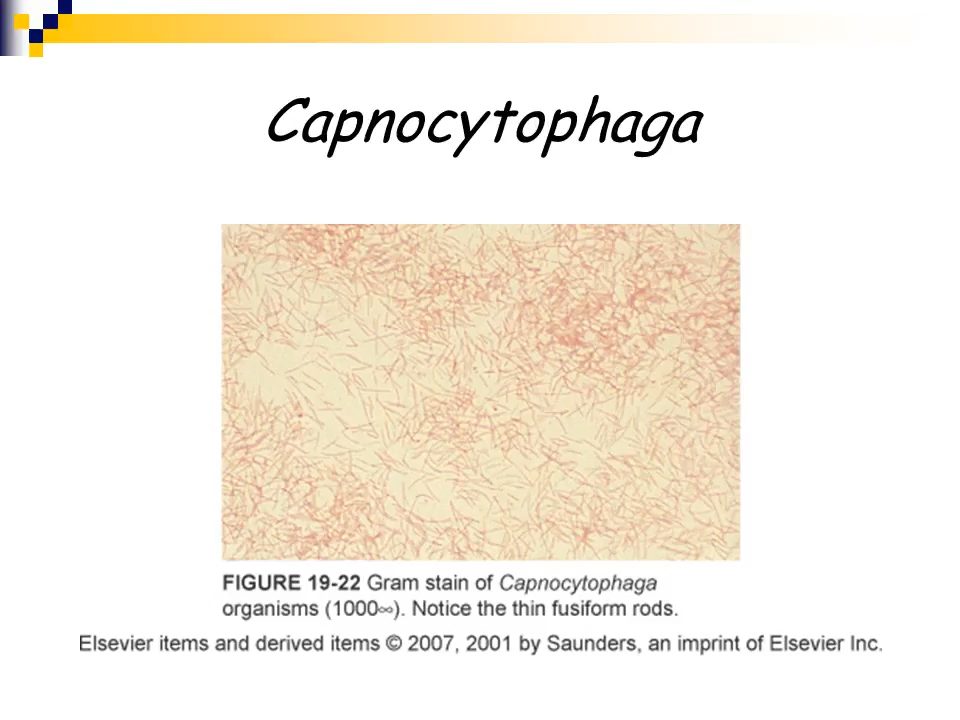 Capnocytophaga
FIGURE 19-22 Gram stain of Capnocytophaga
organisms (1000∞). Notice the thin fusiform rods.
Elsevier items and derived items © 2007, 2001 by Saunders, an imprint of Elsevier Inc.